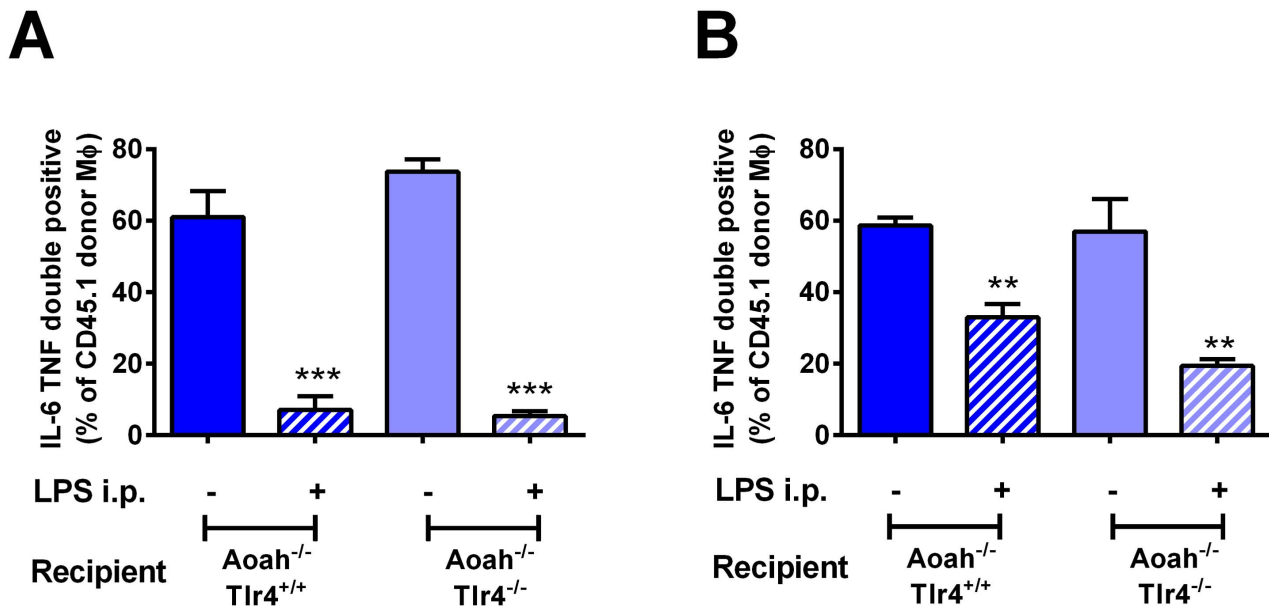 A
IL-6 TNF double positive
(% of CD45.1 donor Mϕ)
80
60
40
20
0
***
***
LPS i.p. - + - +
Recipient
Aoah-/-
Tlr4+/+
Aoah-/-
Tlr4-/-
B
IL-6 TNF double positive
(% of CD45.1 donor Mϕ)
80
60
40
20
0
**
**
LPS i.p. - + - +
Recipient
Aoah-/-
Tlr4+/+
Aoah-/-
Tlr4-/-